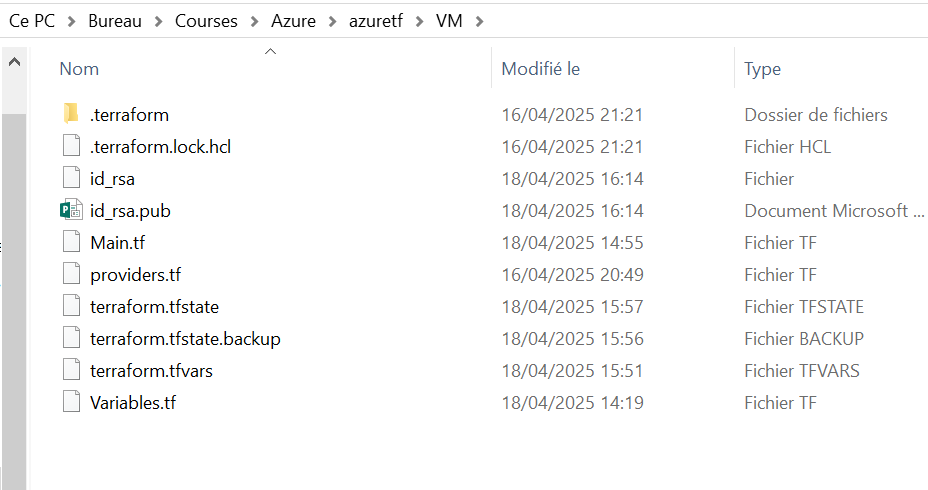 Ce PC > Bureau > Courses > Azure > azuretf > VM >
Nom Modifié le Type
.terraform 16/04/2025 21:21 Dossier de fichiers
.terraform.lock.hcl 16/04/2025 21:21 Fichier HCL
id_rsa 18/04/2025 16:14 Fichier
id_rsa.pub 18/04/2025 16:14 Document Microsoft ...
Main.tf 18/04/2025 14:55 Fichier TF
providers.tf 16/04/2025 20:49 Fichier TF
terraform.tfstate 18/04/2025 15:57 Fichier TFSTATE
terraform.tfstate.backup 18/04/2025 15:56 Fichier BACKUP
terraform.tfvars 18/04/2025 15:51 Fichier TFVARS
Variables.tf 18/04/2025 14:19 Fichier TF